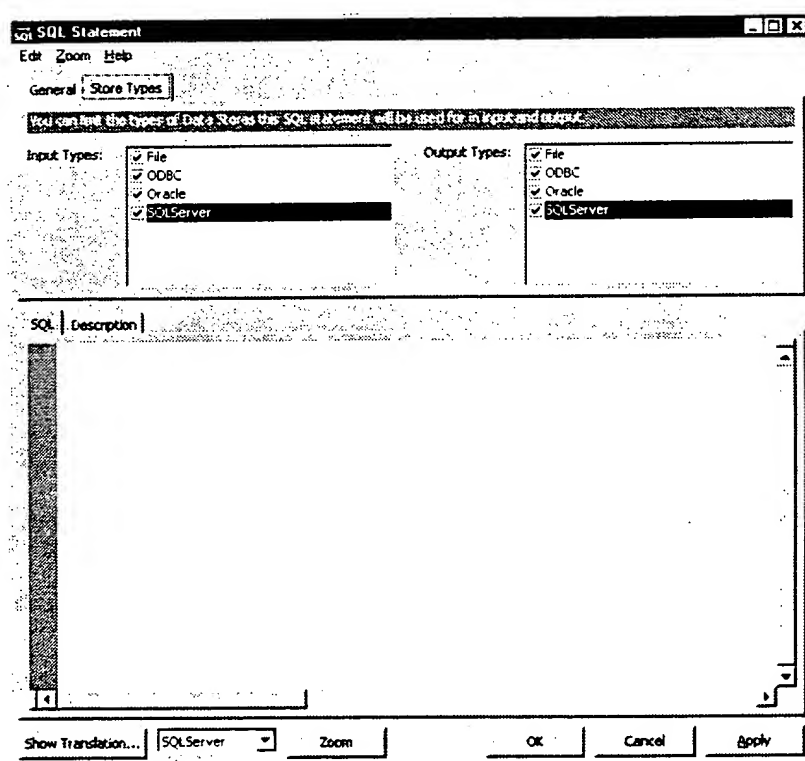 SQL SQL Statement
Edit Zoom Help
General Store Types
You can limit the types of Data Stores this SQL statement will be used for in input and output.
Input Types:
File
ODBC
Oracle
SQLServer
Output Types:
File
ODBC
Oracle
SQLServer
SQL Description
Show Translation... SQLServer Zoom OK Cancel Apply